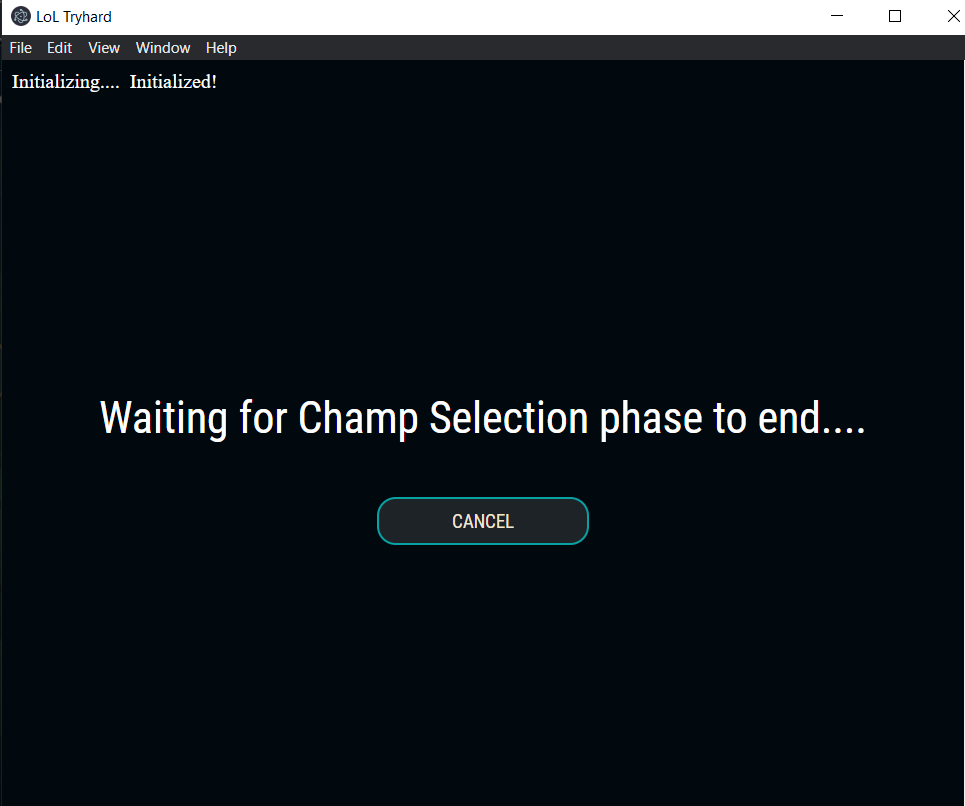 LoL Tryhard
File Edit View Window Help
Initializing.... Initialized!
Waiting for Champ Selection phase to end....
CANCEL